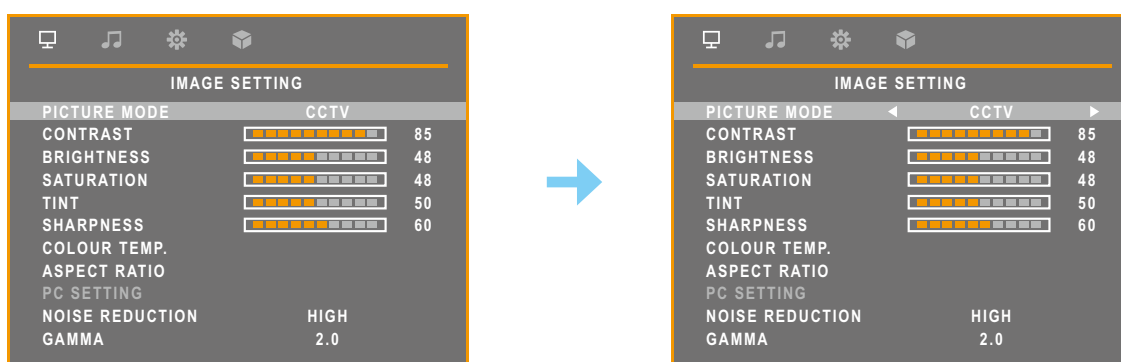 IMAGE SETTING
PICTURE MODE CCTV
CONTRAST 85
BRIGHTNESS 48
SATURATION 48
TINT 50
SHARPNESS 60
COLOUR TEMP.
ASPECT RATIO
PC SETTING
NOISE REDUCTION HIGH
GAMMA 2.0
IMAGE SETTING
PICTURE MODE CCTV
CONTRAST 85
BRIGHTNESS 48
SATURATION 48
TINT 50
SHARPNESS 60
COLOUR TEMP.
ASPECT RATIO
PC SETTING
NOISE REDUCTION HIGH
GAMMA 2.0